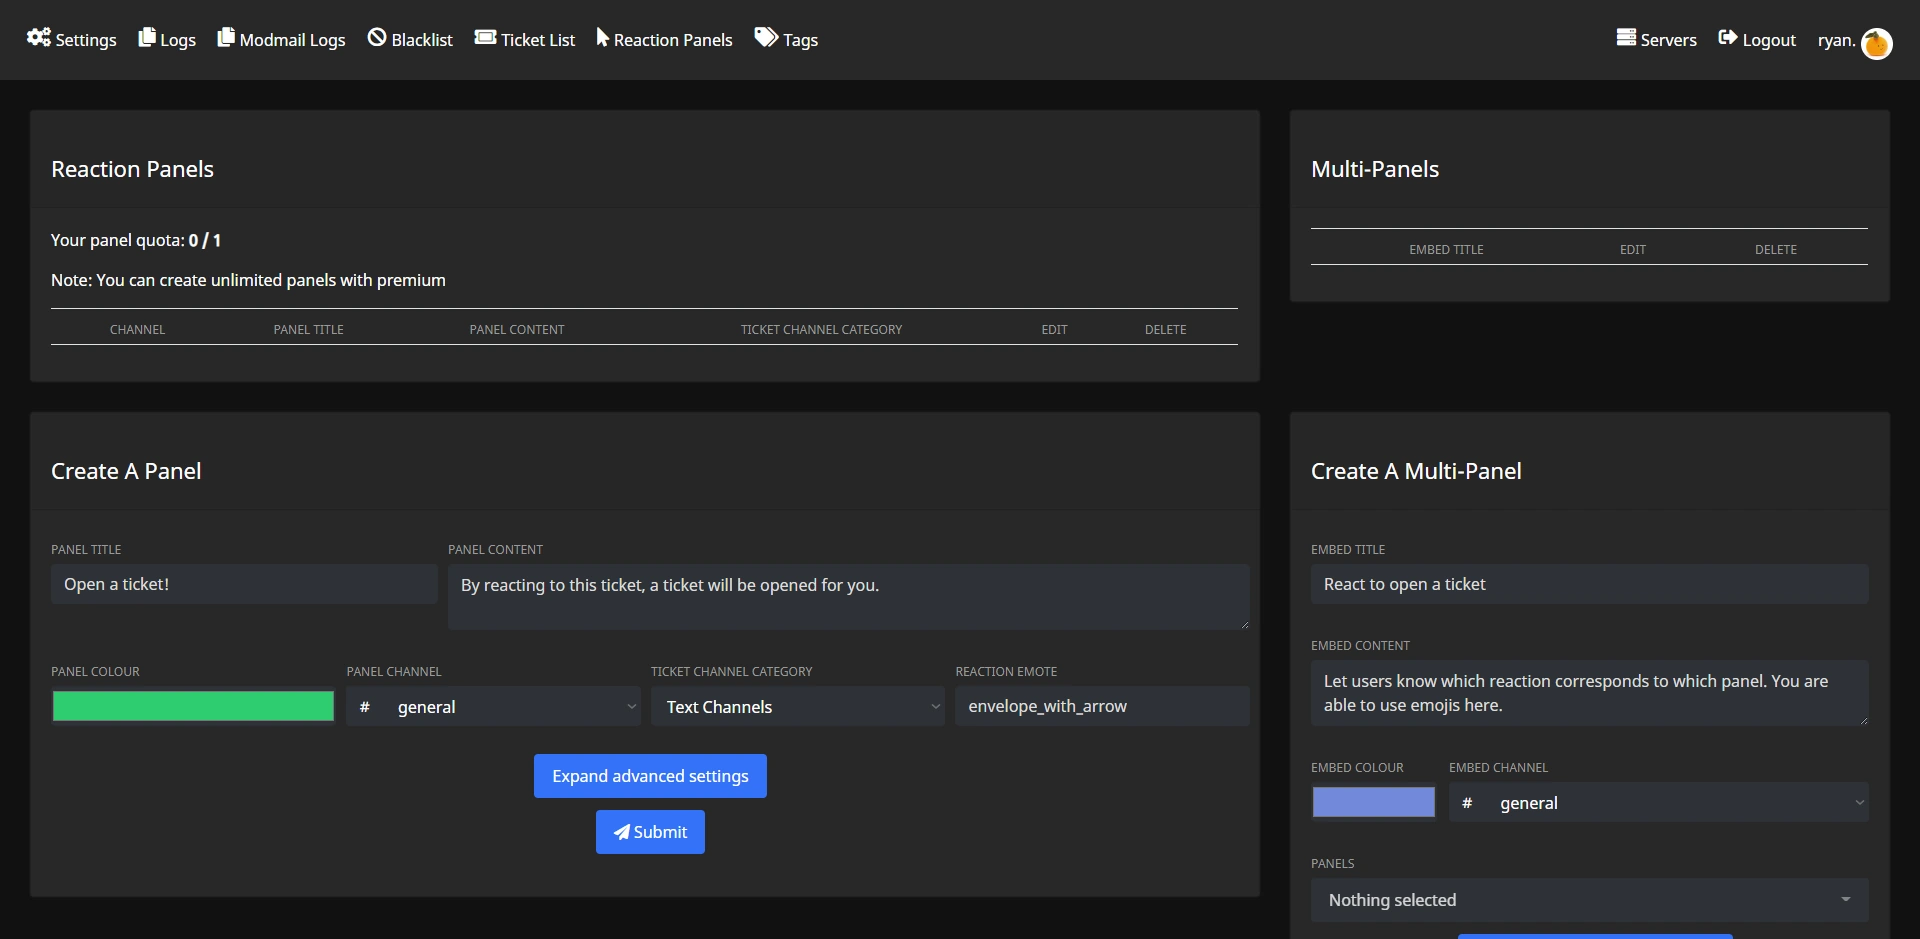 Settings Logs Modmail Logs Blacklist Ticket List Reaction Panels Tags Servers Logout ryan.
Reaction Panels
Your panel quota: 0 / 1
Note: You can create unlimited panels with premium
CHANNEL PANEL TITLE PANEL CONTENT TICKET CHANNEL CATEGORY EDIT DELETE
Multi-Panels
EMBED TITLE EDIT DELETE
Create A Panel
PANEL TITLE PANEL CONTENT
Open a ticket! By reacting to this ticket, a ticket will be opened for you.
PANEL COLOUR PANEL CHANNEL TICKET CHANNEL CATEGORY REACTION EMOTE
# general Text Channels envelope_with_arrow
Expand advanced settings
Submit
Create A Multi-Panel
EMBED TITLE
React to open a ticket
EMBED CONTENT
Let users know which reaction corresponds to which panel. You are
able to use emojis here.
EMBED COLOUR EMBED CHANNEL
# general
PANELS
Nothing selected